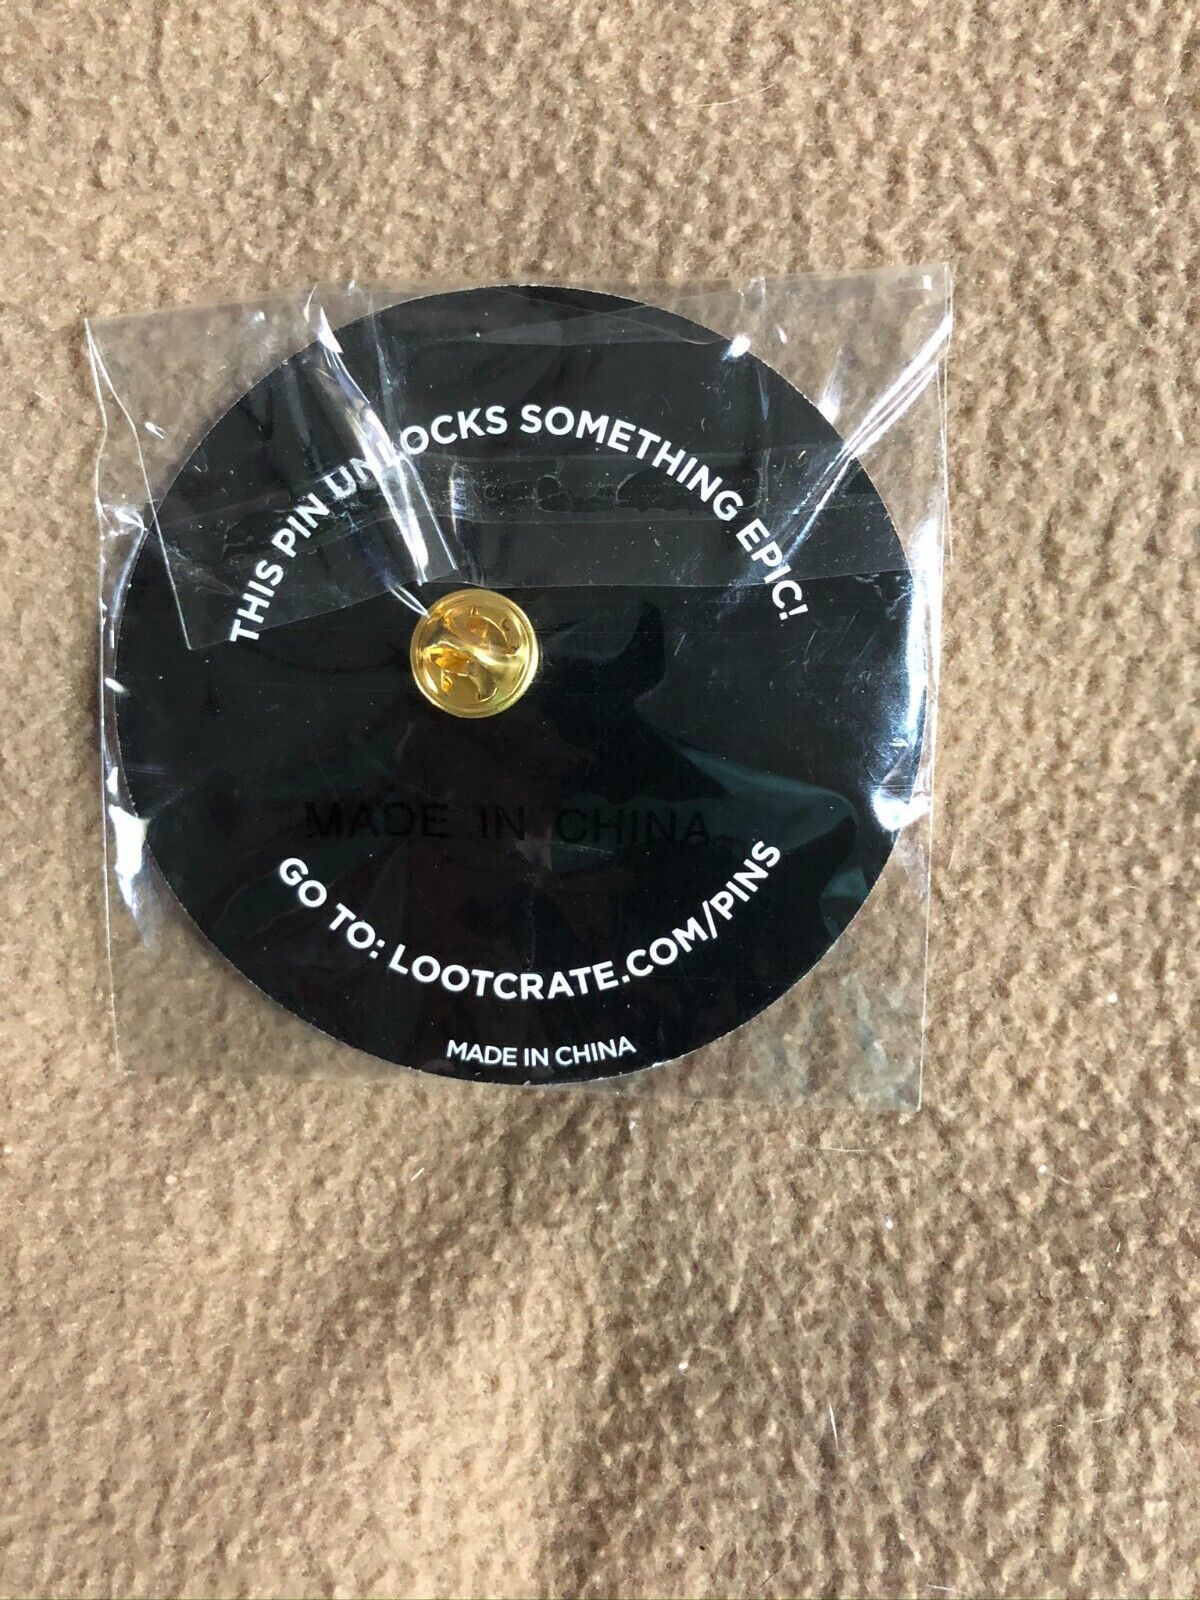 THIS PIN UNLOCKS SOMETHING EPIC!
MADE IN CHINA
GO TO: LOOTCRATE.COM/PINS
MADE IN CHINA